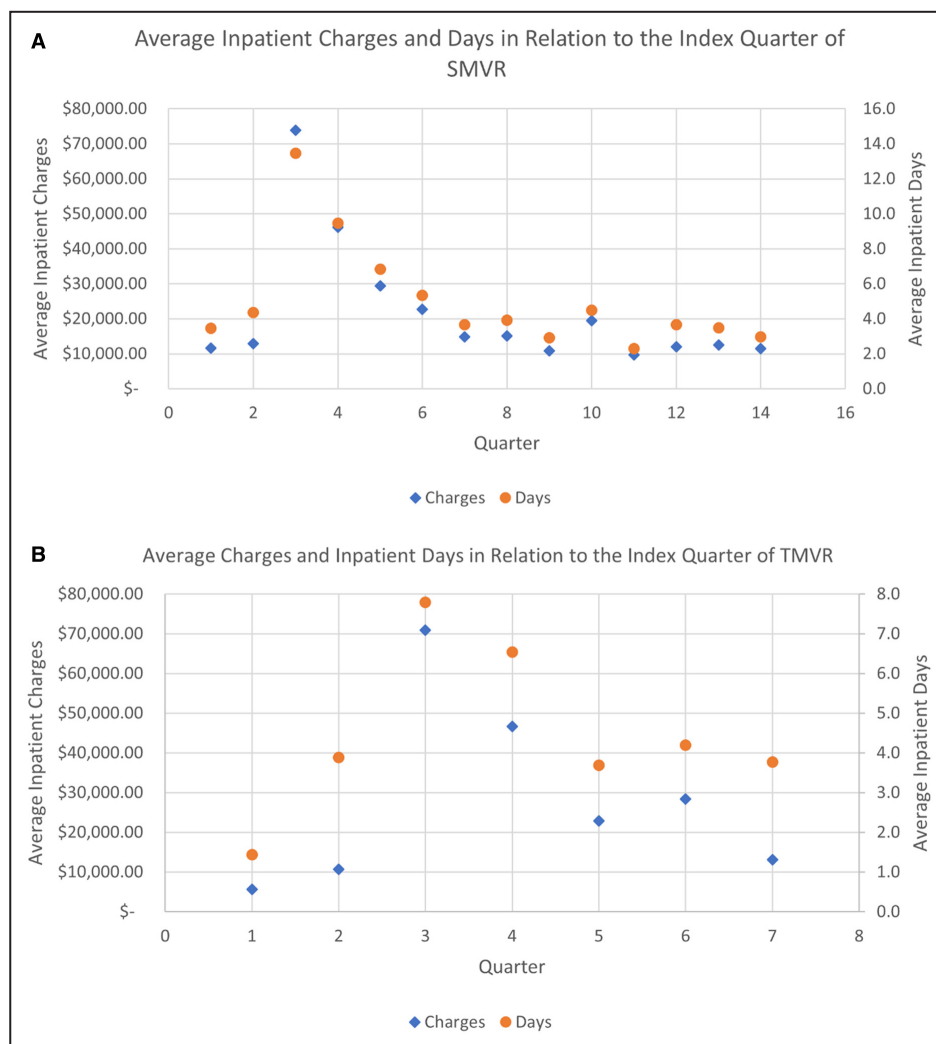 A
Average Inpatient Charges and Days in Relation to the Index Quarter of
SMVR
Average Inpatient Charges
$80,000.00
$70,000.00
$60,000.00
$50,000.00
$40,000.00
$30,000.00
$20,000.00
$10,000.00
$-
16.0
14.0
12.0
10.0
8.0
6.0
4.0
2.0
0.0
Average Inpatient Days
0 2 4 6 8 10 12 14 16
Quarter
Charges Days
B
Average Charges and Inpatient Days in Relation to the Index Quarter of TMVR
Average Inpatient Charges
$80,000.00
$70,000.00
$60,000.00
$50,000.00
$40,000.00
$30,000.00
$20,000.00
$10,000.00
$-
8.0
7.0
6.0
5.0
4.0
3.0
2.0
1.0
0.0
Average Inpatient Days
0 1 2 3 4 5 6 7 8
Quarter
Charges Days